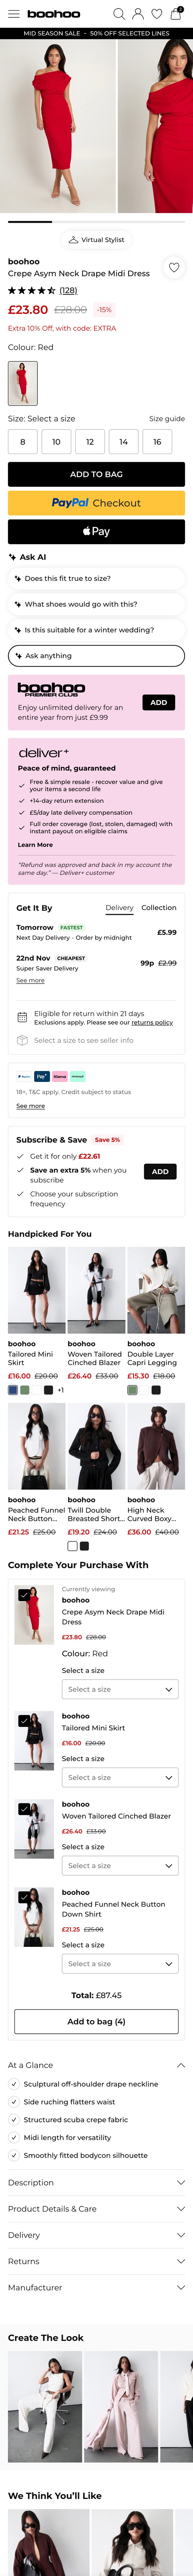 boohoo
0
MID SEASON SALE - 50% OFF SELECTED LINES
Virtual Stylist
boohoo
Crepe Asym Neck Drape Midi Dress
(128)
£23.80 £28.00 -15%
Extra 10% Off, with code: EXTRA
Colour: Red
Size: Select a size Size guide
8 10 12 14 16
ADD TO BAG
PayPal Checkout
Pay
Ask AI
Does this fit true to size?
What shoes would go with this?
Is this suitable for a winter wedding?
Ask anything
boohoo
PREMIER CLUB
Enjoy unlimited delivery for an
entire year from just £9.99
ADD
deliver+
Peace of mind, guaranteed
Free & simple resale - recover value and give
your items a second life
+14-day return extension
£5/day late delivery compensation
Full order coverage (lost, stolen, damaged) with
instant payout on eligible claims
Learn More
"Refund was approved and back in my account the
same day." — Deliver+ customer
Get It By Delivery Collection
Tomorrow FASTEST
Next Day Delivery - Order by midnight
£5.99
22nd Nov CHEAPEST
Super Saver Delivery
99p £2.99
See more
Eligible for return within 21 days
Exclusions apply. Please see our returns policy
Select a size to see seller info
PayPal Pay Klarna
18+, T&C apply. Credit subject to status
See more
Subscribe & Save Save 5%
Get it for only £22.61
Save an extra 5% when you
subscribe
Choose your subscription
frequency
ADD
Handpicked For You
boohoo
Tailored Mini
Skirt
£16.00 £20.00
+1
boohoo
Woven Tailored
Cinched Blazer
£26.40 £33.00
boohoo
Double Layer
Capri Legging
£15.30 £18.00
boohoo
Peached Funnel
Neck Button...
£21.25 £25.00
boohoo
Twill Double
Breasted Short...
£19.20 £24.00
boohoo
High Neck
Curved Boxy...
£36.00 £40.00
Complete Your Purchase With
Currently viewing
boohoo
Crepe Asym Neck Drape Midi
Dress
£23.80 £28.00
Colour: Red
Select a size
Select a size
boohoo
Tailored Mini Skirt
£16.00 £20.00
Select a size
Select a size
boohoo
Woven Tailored Cinched Blazer
£26.40 £33.00
Select a size
Select a size
boohoo
Peached Funnel Neck Button
Down Shirt
£21.25 £25.00
Select a size
Select a size
Total: £87.45
Add to bag (4)
At a Glance
Sculptural off-shoulder drape neckline
Side ruching flatters waist
Structured scuba crepe fabric
Midi length for versatility
Smoothly fitted bodycon silhouette
Description
Product Details & Care
Delivery
Returns
Manufacturer
Create The Look
We Think You'll Like